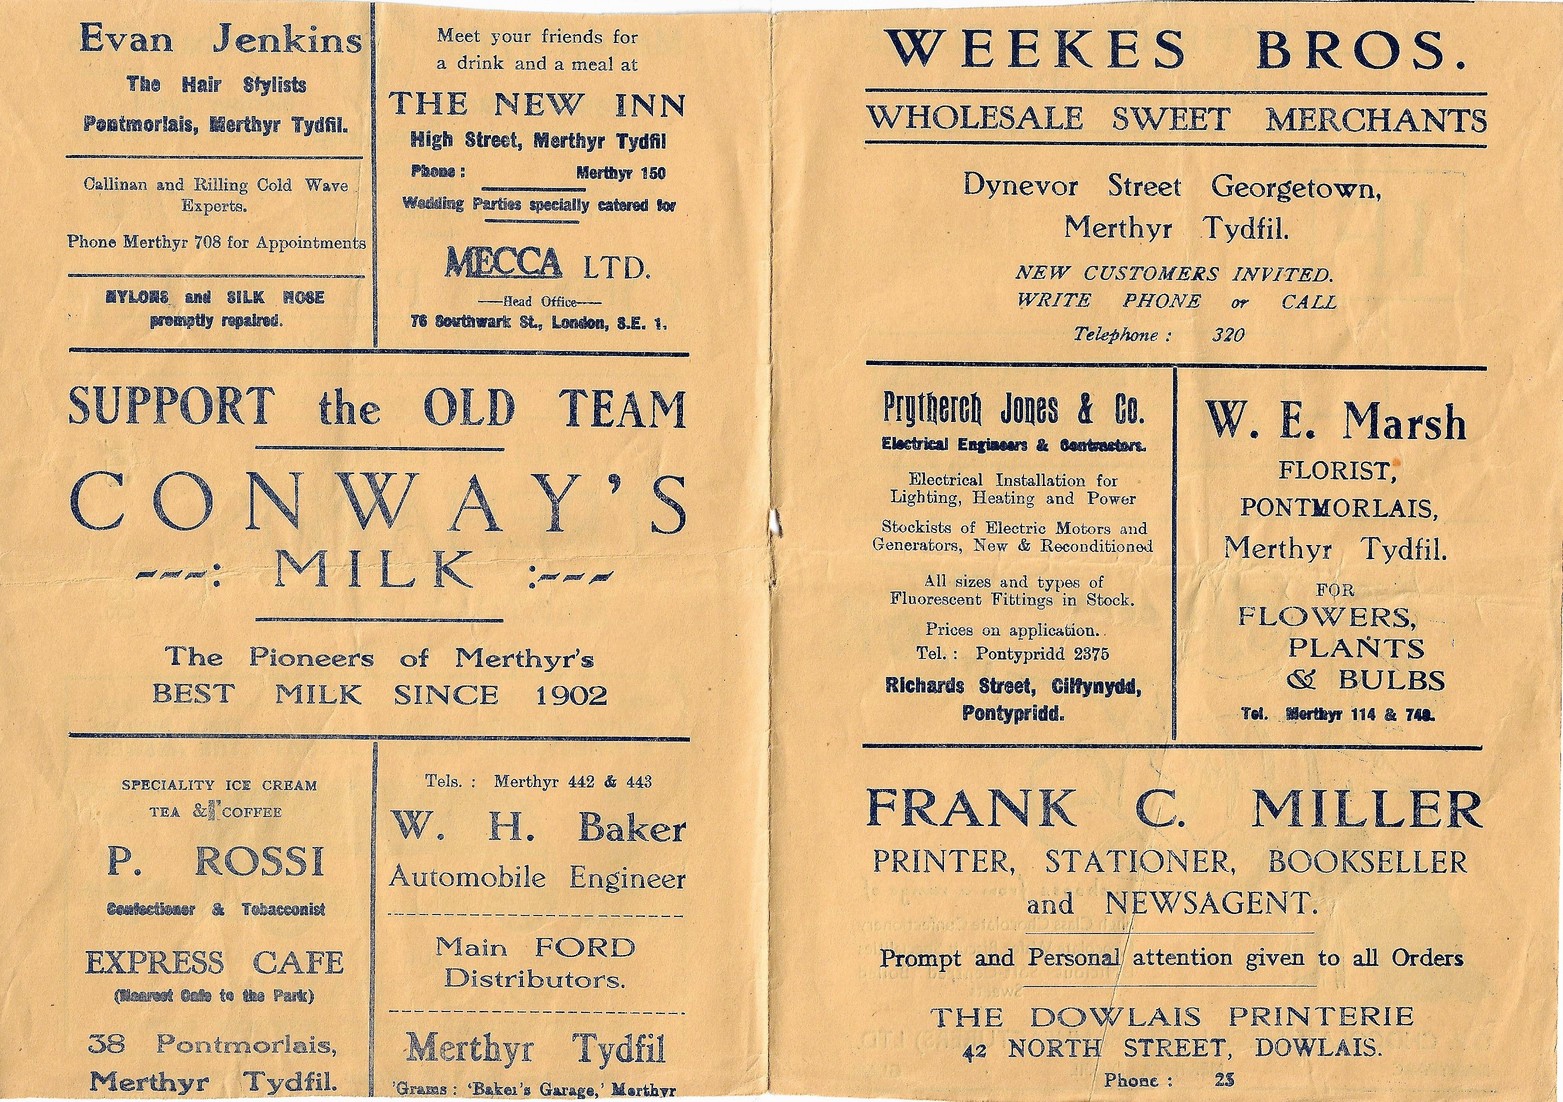 Evan Jenkins
The Hair Stylists
Pontmorlais, Merthyr Tydfil.
Callinan and Rilling Cold Wave
Experts.
Phone Merthyr 708 for Appointments
NYLONS and SILK HOSE
promptly repaired.
Meet your friends for
a drink and a meal at
THE NEW INN
High Street, Merthyr Tydfil
Phone : Merthyr 150
Wedding Parties specially catered for
MECCA LTD.
——Head Office——
76 Southwark St., London, S.E. 1.
SUPPORT the OLD TEAM
CONWAY'S
---: MILK :---
The Pioneers of Merthyr's
BEST MILK SINCE 1902
SPECIALITY ICE CREAM
TEA & COFFEE
P. ROSSI
Confectioner & Tobacconist
EXPRESS CAFE
(Nearest Cafe to the Park)
38 Pontmorlais,
Merthyr Tydfil.
Tels. : Merthyr 442 & 443
W. H. Baker
Automobile Engineer
Main FORD
Distributors.
Merthyr Tydfil
'Grams : 'Baker's Garage,' Merthyr
WEEKES BROS.
WHOLESALE SWEET MERCHANTS
Dynevor Street Georgetown,
Merthyr Tydfil.
NEW CUSTOMERS INVITED.
WRITE PHONE or CALL
Telephone : 320
Prytherch Jones & Co.
Electrical Engineers & Contractors.
Electrical Installation for
Lighting, Heating and Power
Stockists of Electric Motors and
Generators, New & Reconditioned
All sizes and types of
Fluorescent Fittings in Stock.
Prices on application.
Tel. : Pontypridd 2375
Richards Street, Cilfynydd,
Pontypridd.
W. E. Marsh
FLORIST,
PONTMORLAIS,
Merthyr Tydfil.
FOR
FLOWERS,
PLANTS
& BULBS
Tel. Merthyr 114 & 748.
FRANK C. MILLER
PRINTER, STATIONER, BOOKSELLER
and NEWSAGENT.
Prompt and Personal attention given to all Orders
THE DOWLAIS PRINTERIE
42 NORTH STREET, DOWLAIS.
Phone : 25